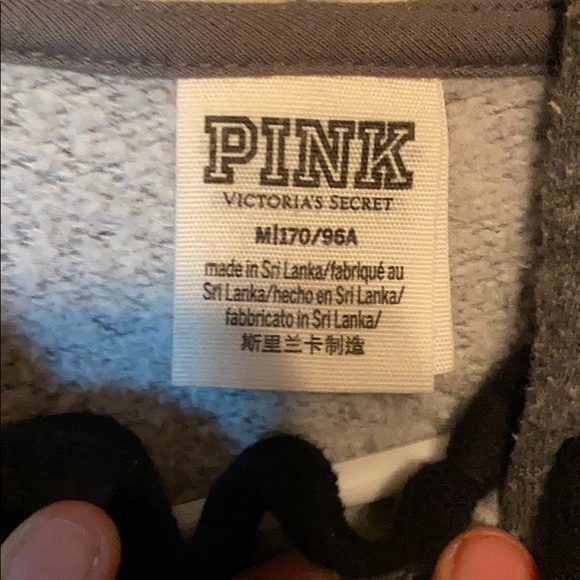 PINK
VICTORIA'S SECRET
M|170/96A
made in Sri Lanka/fabriqué au
Sri Lanka/hecho en Sri Lanka/
fabbricato in Sri Lanka/
斯里兰卡制造